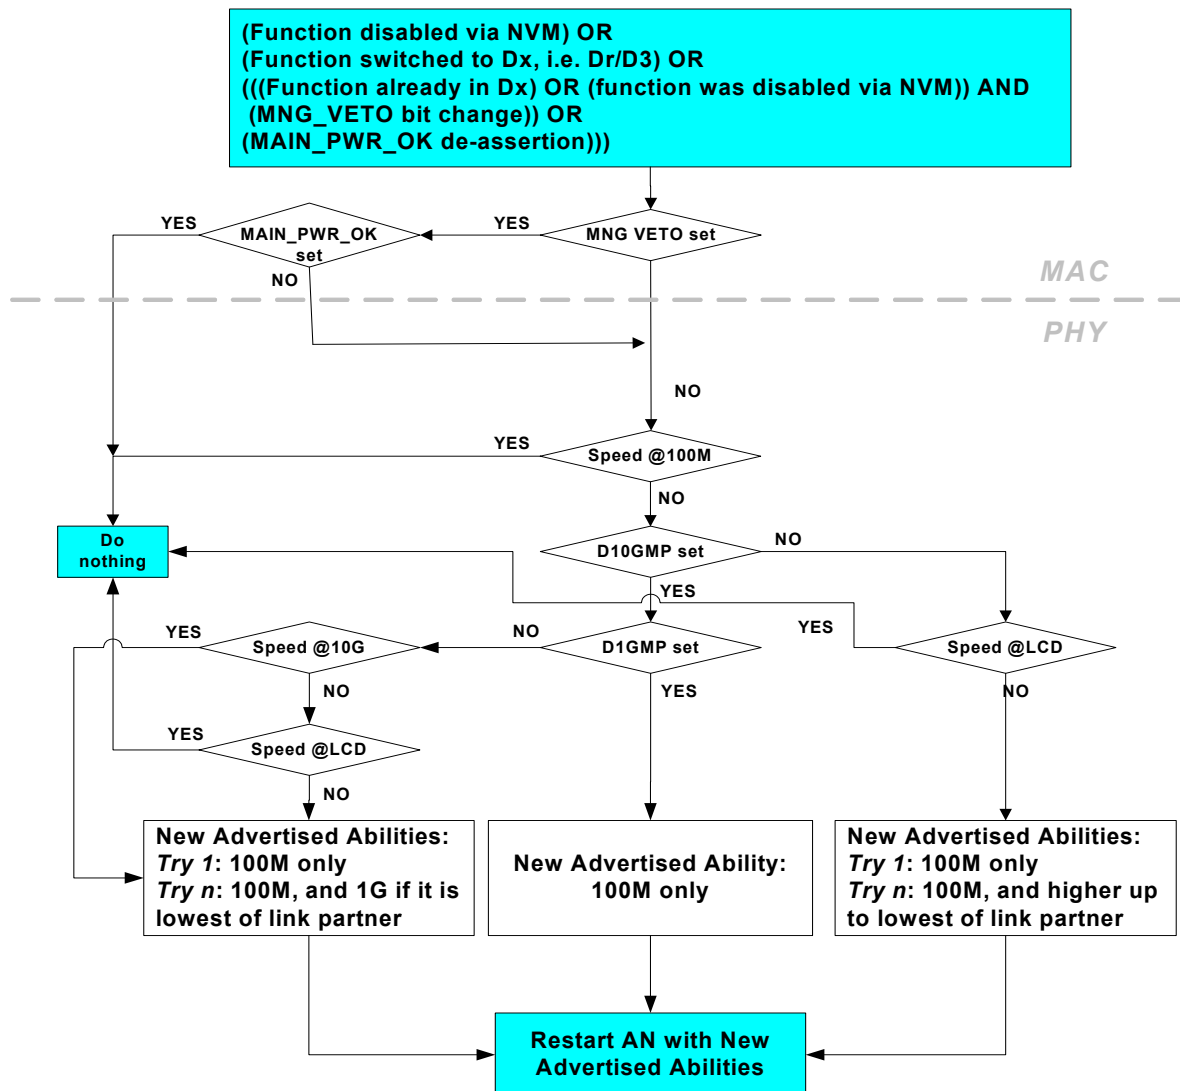 (Function disabled via NVM) OR
(Function switched to Dx, i.e. Dr/D3) OR
(((Function already in Dx) OR (function was disabled via NVM)) AND
(MNG_VETO bit change)) OR
(MAIN_PWR_OK de-assertion)))
YES
MAIN_PWR_OK
set
YES
MNG VETO set
NO
MAC
PHY
NO
YES
Speed @100M
NO
Do
nothing
D10GMP set
NO
YES
YES
Speed @10G
NO
D1GMP set
YES
Speed @LCD
NO
YES
NO
YES
Speed @LCD
NO
New Advertised Abilities:
Try 1: 100M only
Try n: 100M, and 1G if it is
lowest of link partner
New Advertised Ability:
100M only
New Advertised Abilities:
Try 1: 100M only
Try n: 100M, and higher up
to lowest of link partner
Restart AN with New
Advertised Abilities